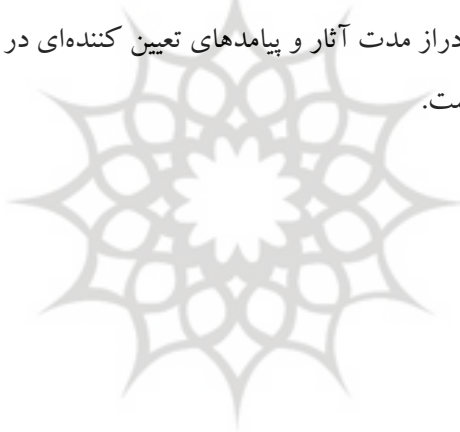 دراز مدت آثار و پیامدهای تعیین کننده‌ای در
ست.